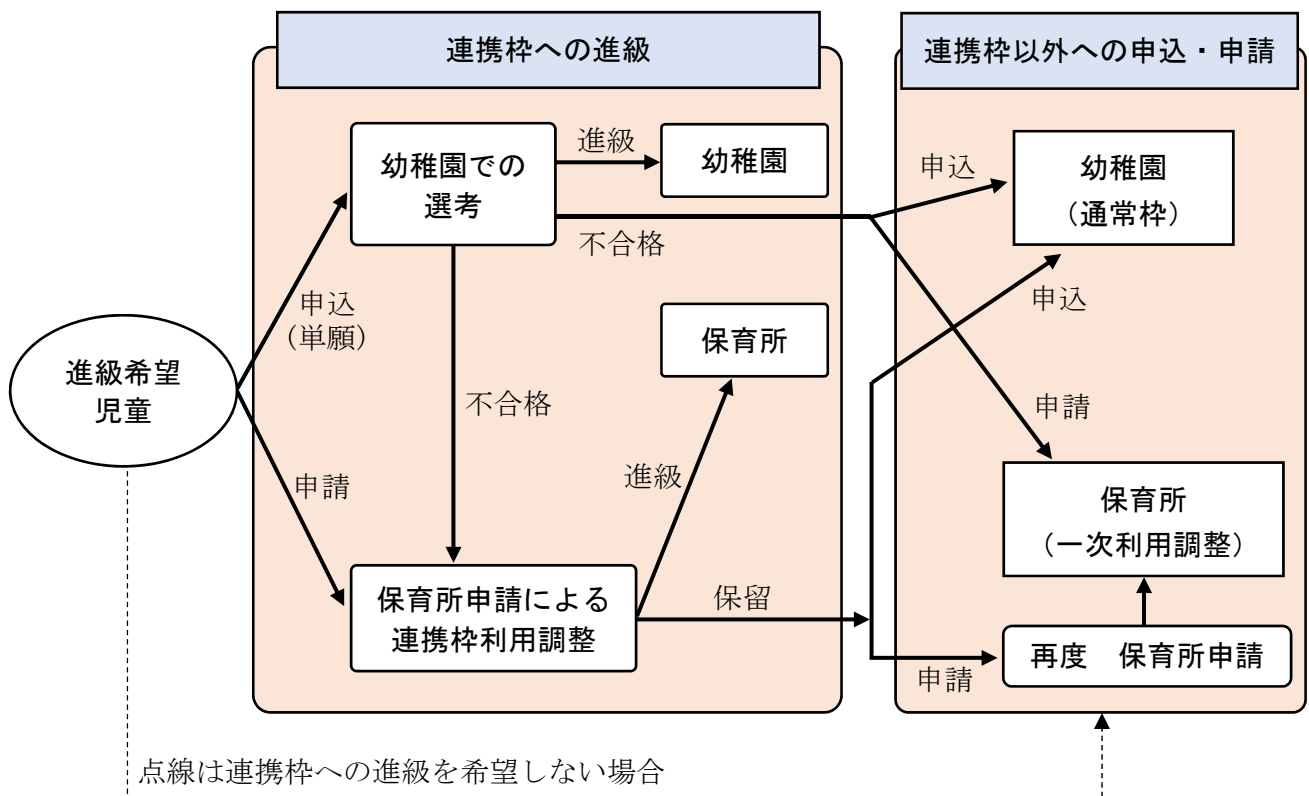 連携枠への進級
連携枠以外への申込・申請
幼稚園での
選考
進級
幼稚園
不合格
申込
幼稚園
（通常枠）
申込
申込
（単願）
進級希望
児童
保育所
不合格
申請
申請
進級
保育所
（一次利用調整）
保育所申請による
連携枠利用調整
保留
申請
再度　保育所申請
点線は連携枠への進級を希望しない場合